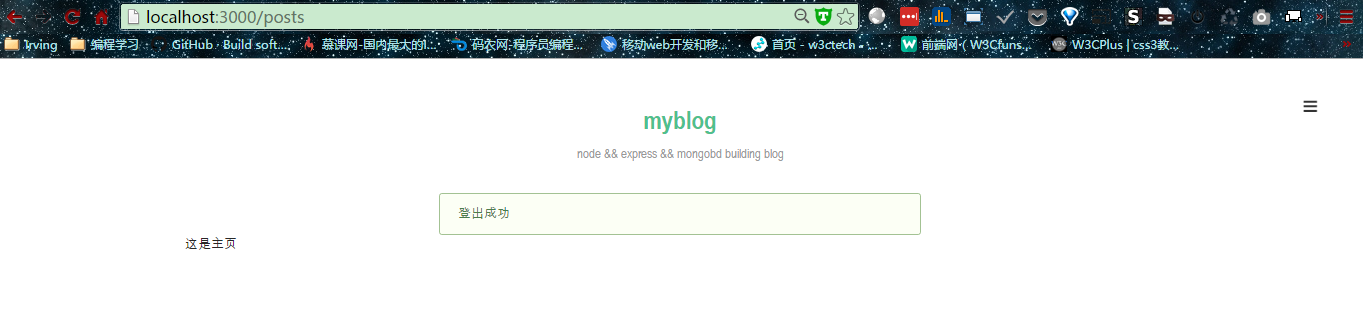 localhost:3000/posts
Irving 编程学习 GitHub · Build soft... 慕课网-国内最大的I... 码农网:程序员编程... 移动web开发和移... 首页 - w3ctech - ... 前端网（W3Cfuns... W3CPlus | css3教...
myblog
node && express && mongobd building blog
登出成功
这是主页